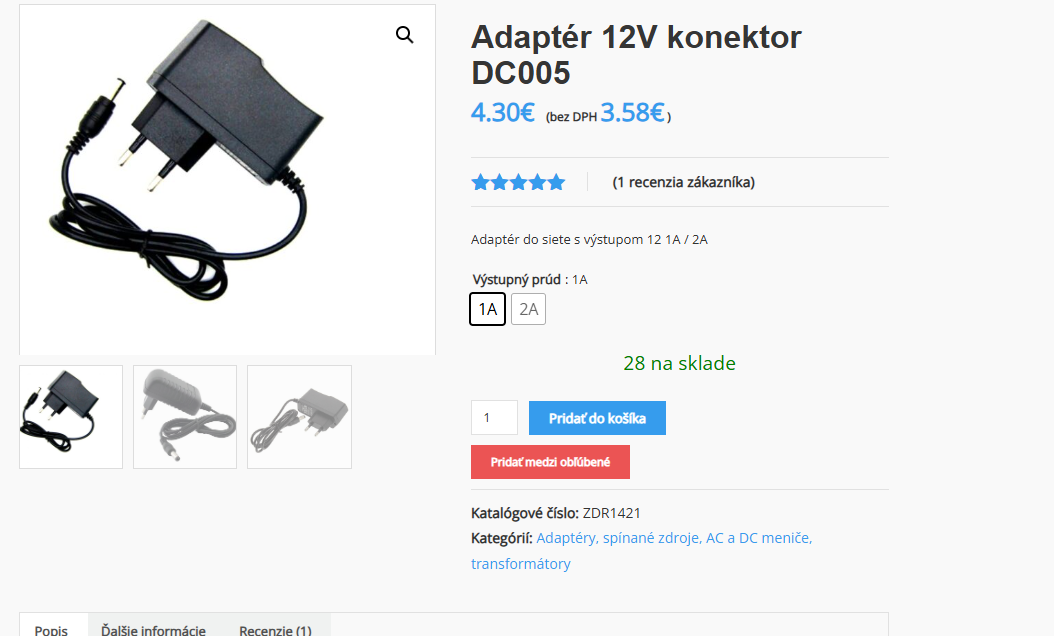 Adaptér 12V konektor
DC005
4.30€ (bez DPH 3.58€)
(1 recenzia zákazníka)
Adaptér do siete s výstupom 12 1A / 2A
Výstupný prúd : 1A
1A 2A
28 na sklade
1 Pridať do košíka
Pridať medzi obľúbené
Katalógové číslo: ZDR1421
Kategórií: Adaptéry, spínané zdroje, AC a DC meniče,
transformátory
Popis Ďalšie informácie Recenzie (1)